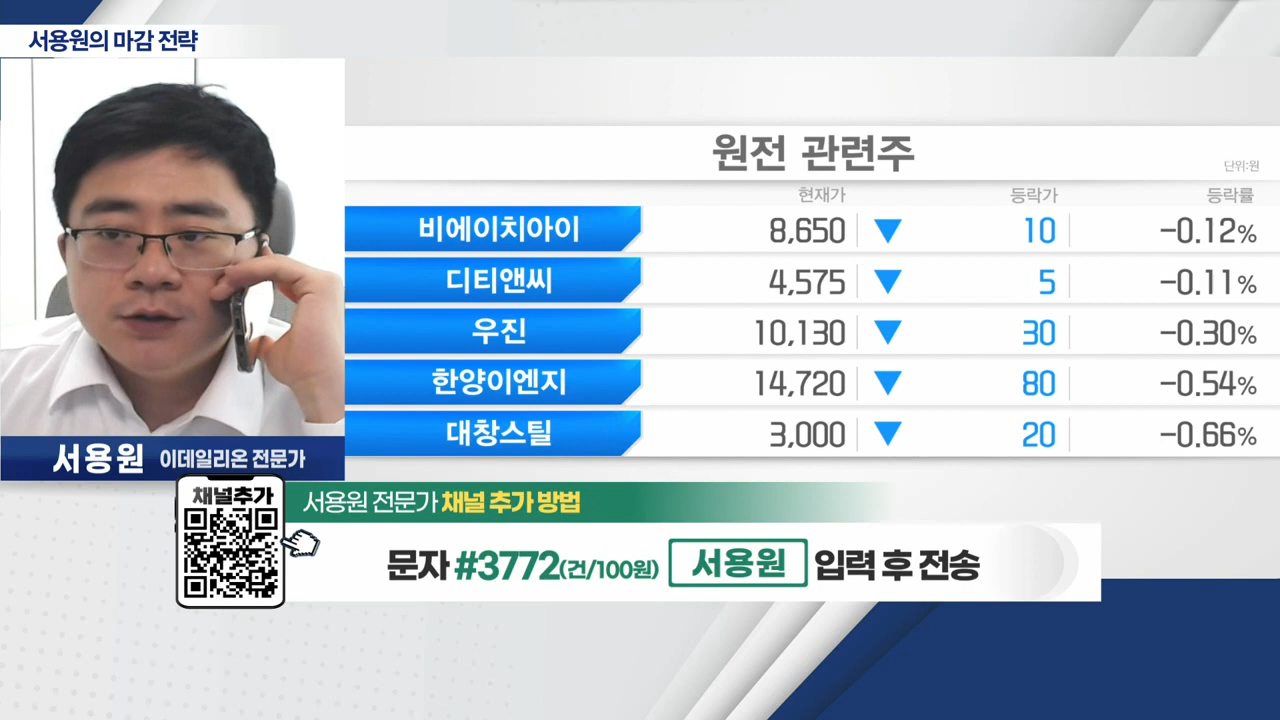 서용원의 마감 전략
원전 관련주
단위:원
현재가 등락가 등락률
비에이치아이 8,650 ▼ 10 -0.12%
디티앤씨 4,575 ▼ 5 -0.11%
우진 10,130 ▼ 30 -0.30%
한양이엔지 14,720 ▼ 80 -0.54%
대창스틸 3,000 ▼ 20 -0.66%
서용원 이데일리온 전문가
채널추가
서용원 전문가 채널 추가 방법
문자 #3772(건/100원) 서용원 입력 후 전송